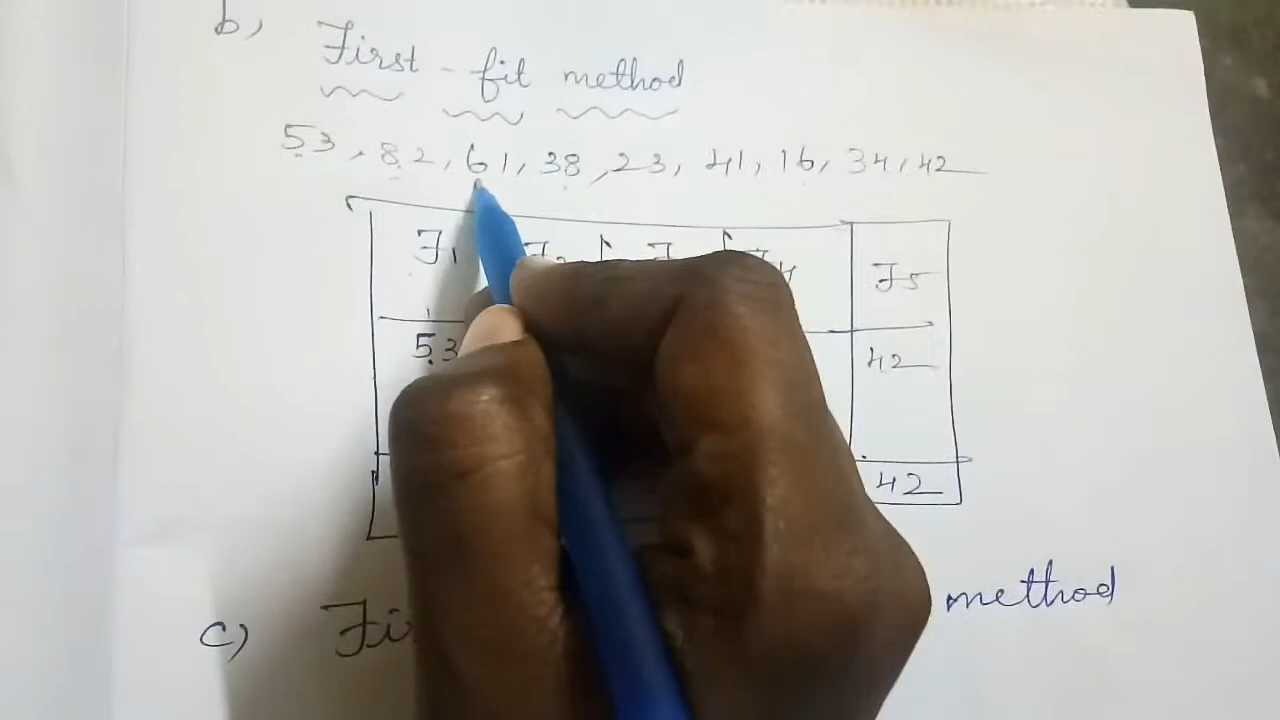 b) First-fit method
53, 82, 61, 38, 23, 41, 16, 34, 42
F1 F5
53 42
42
c) method